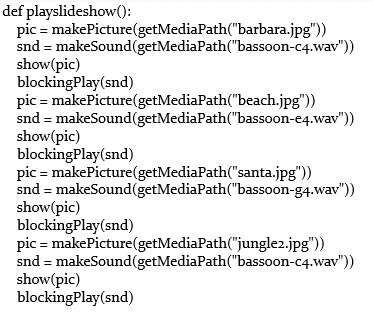 def playslideshow():
pic = makePicture(getMediaPath("barbara.jpg"))
snd = makeSound(getMediaPath("bassoon-c4.wav"))
show(pic)
blockingPlay(snd)
pic = makePicture(getMediaPath("beach.jpg"))
snd = makeSound(getMediaPath("bassoon-e4.wav"))
show(pic)
blockingPlay(snd)
pic = makePicture(getMediaPath("santa.jpg"))
snd = makeSound(getMediaPath("bassoon-g4.wav"))
show(pic)
blockingPlay(snd)
pic = makePicture(getMediaPath("jungle2.jpg"))
snd = makeSound(getMediaPath("bassoon-c4.wav"))
show(pic)
blockingPlay(snd)